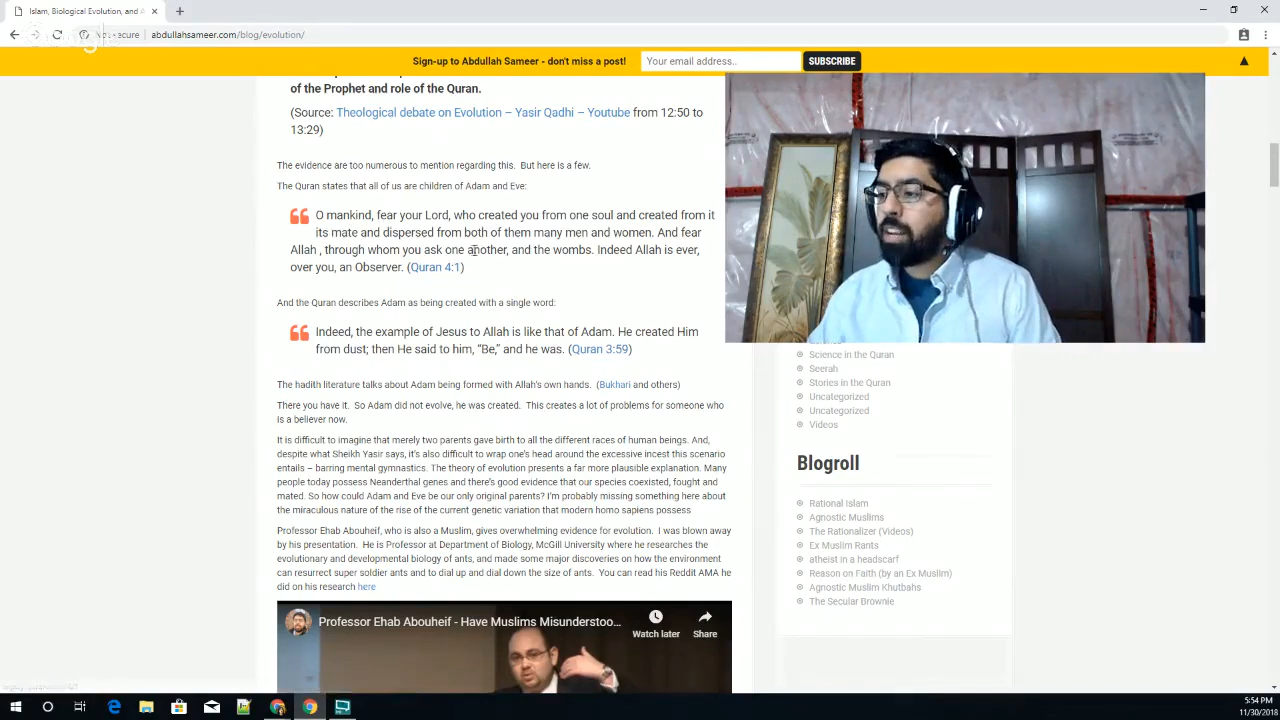 Islam, Biological Evolution and A
abdullahsameer.com/blog/evolution/
Sign-up to Abdullah Sameer - don't miss a post!
Your email address..
SUBSCRIBE
of the Prophet and role of the Quran.
(Source: Theological debate on Evolution – Yasir Qadhi – Youtube from 12:50 to
13:29)
The evidence are too numerous to mention regarding this. But here is a few.
The Quran states that all of us are children of Adam and Eve:
O mankind, fear your Lord, who created you from one soul and created from it
its mate and dispersed from both of them many men and women. And fear
Allah , through whom you ask one another, and the wombs. Indeed Allah is ever,
over you, an Observer. (Quran 4:1)
And the Quran describes Adam as being created with a single word:
Indeed, the example of Jesus to Allah is like that of Adam. He created Him
from dust; then He said to him, “Be,” and he was. (Quran 3:59)
The hadith literature talks about Adam being formed with Allah's own hands. (Bukhari and others)
There you have it. So Adam did not evolve, he was created. This creates a lot of problems for someone who
is a believer now.
It is difficult to imagine that merely two parents gave birth to all the different races of human beings. And,
despite what Sheikh Yasir says, it's also difficult to wrap one's head around the excessive incest this scenario
entails – barring mental gymnastics. The theory of evolution presents a far more plausible explanation. Many
people today possess Neanderthal genes and there's good evidence that our species coexisted, fought and
mated. So how could Adam and Eve be our only original parents? I'm probably missing something here about
the miraculous nature of the rise of the current genetic variation that modern homo sapiens possess
Professor Ehab Abouheif, who is also a Muslim, gives overwhelming evidence for evolution. I was blown away
by his presentation. He is Professor at Department of Biology, McGill University where he researches the
evolutionary and developmental biology of ants, and made some major discoveries on how the environment
can resurrect super soldier ants and to dial up and dial down the size of ants. You can read his Reddit AMA he
did on his research here
Professor Ehab Abouheif - Have Muslims Misunderstoo...
Watch later
Share
Science in the Quran
Seerah
Stories in the Quran
Uncategorized
Uncategorized
Videos
Blogroll
Rational Islam
Agnostic Muslims
The Rationalizer (Videos)
Ex Muslim Rants
atheist in a headscarf
Reason on Faith (by an Ex Muslim)
Agnostic Muslim Khutbahs
The Secular Brownie
5:54 PM
11/30/2018